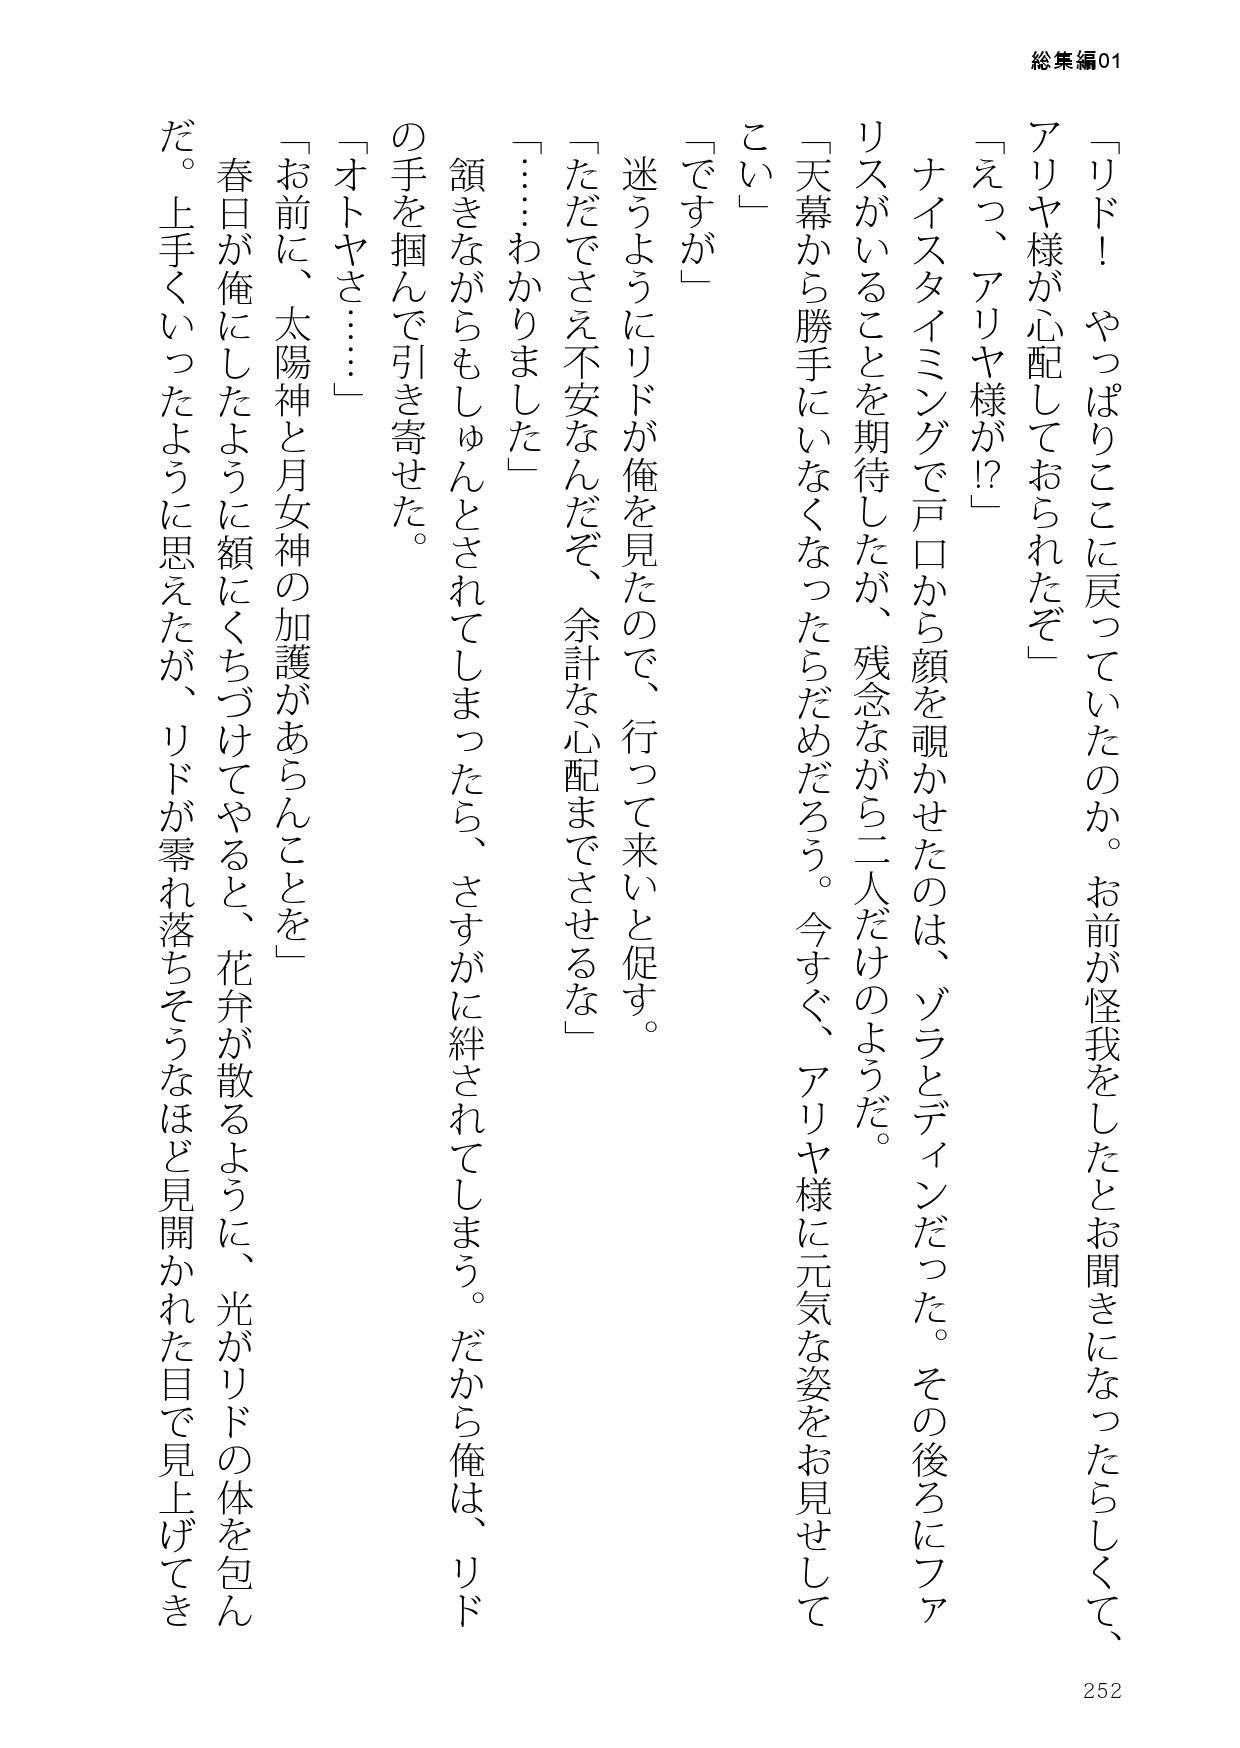 総集編01
「リド！　やっぱりここに戻っていたのか。お前が怪我をしたとお聞きになったらしくて、
アリヤ様が心配しておられたぞ」
「えっ、アリヤ様が!?」
　ナイスタイミングで戸口から顔を覗かせたのは、ゾラとディンだった。その後ろにファ
リスがいることを期待したが、残念ながら二人だけのようだ。
「天幕から勝手にいなくなったらだめだろう。今すぐ、アリヤ様に元気な姿をお見せして
こい」
「ですが」
　迷うようにリドが俺を見たので、行って来いと促す。
「ただでさえ不安なんだぞ、余計な心配までさせるな」
「……わかりました」
　頷きながらもしゅんとされてしまったら、さすがに絆されてしまう。だから俺は、リド
の手を掴んで引き寄せた。
「オトヤさ……」
「お前に、太陽神と月女神の加護があらんことを」
　春日が俺にしたように額にくちづけてやると、花弁が散るように、光がリドの体を包ん
だ。上手くいったように思えたが、リドが零れ落ちそうなほど見開かれた目で見上げてき
252